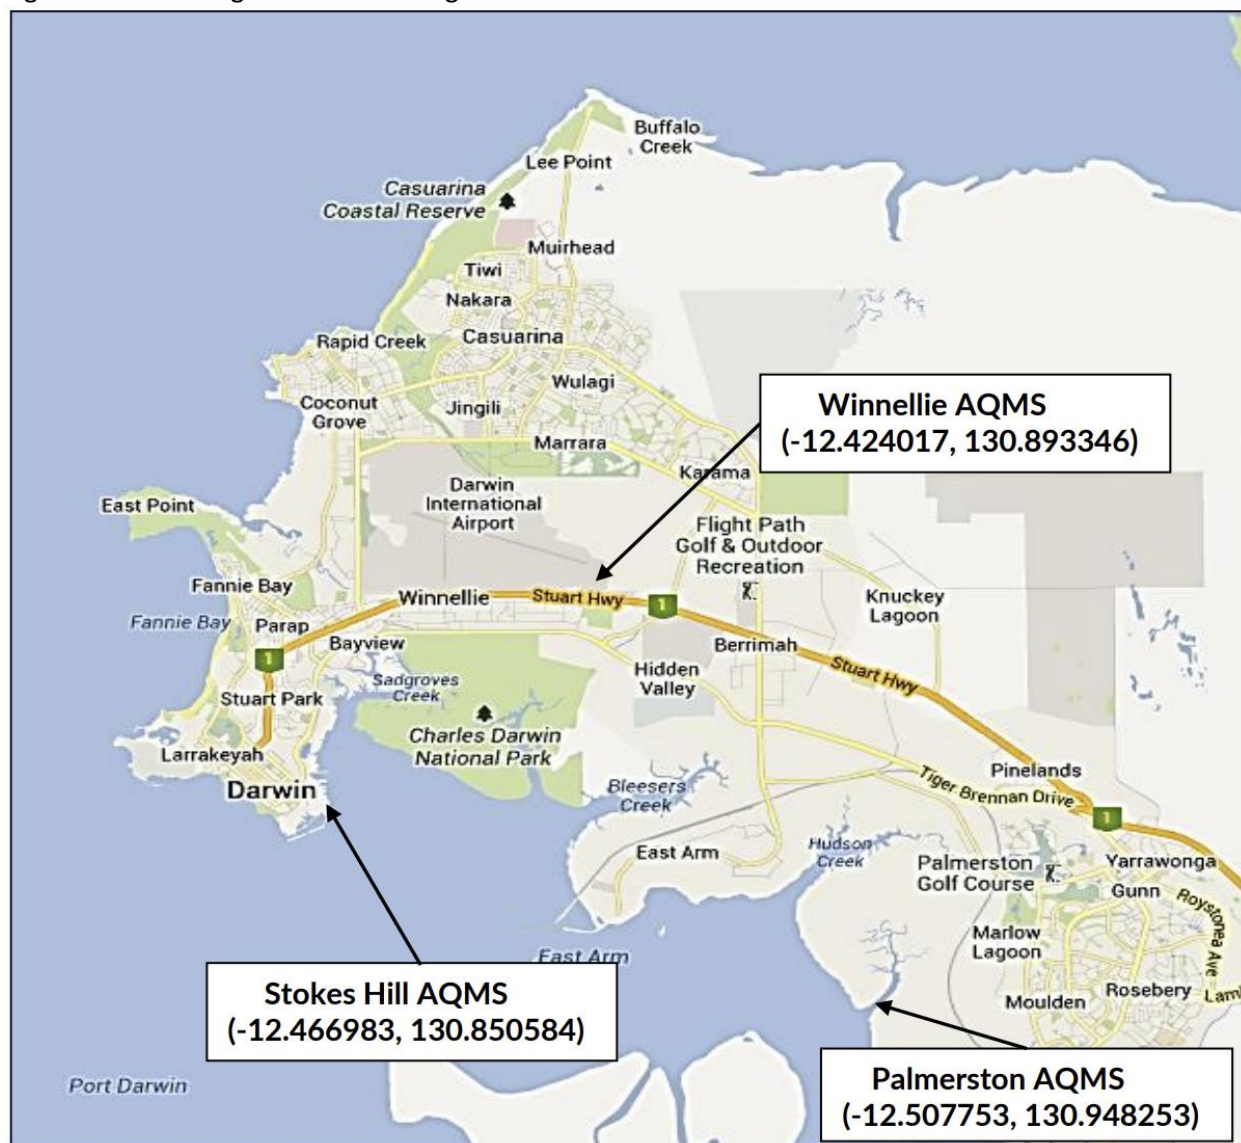 Buffalo
Creek
Lee Point
Casuarina
Coastal Reserve
Muirhead
Tiwi
Nakara
Rapid Creek
Casuarina
Wulagi
Coconut
Grove
Jingili
Marrara
Winnellie AQMS
(-12.424017, 130.893346)
Karama
Darwin
International
Airport
East Point
Flight Path
Golf & Outdoor
Recreation
Fannie Bay
Winnellie
Stuart Hwy
1
Knuckey
Lagoon
Fannie Bay
Parap
Bayview
Berrimah
1
Hidden
Valley
Stuart Hwy
Sadgroves
Creek
Stuart Park
Charles Darwin
National Park
Larrakeyah
Darwin
Bleesers
Creek
Pinelands
Tiger Brennan Drive
1
East Arm
Hudson
Creek
Palmerston
Golf Course
Yarrawonga
Gunn
Roystonea Ave
Marlow
Lagoon
East Arm
Rosebery
Moulden
Stokes Hill AQMS
(-12.466983, 130.850584)
Palmerston AQMS
(-12.507753, 130.948253)
Port Darwin